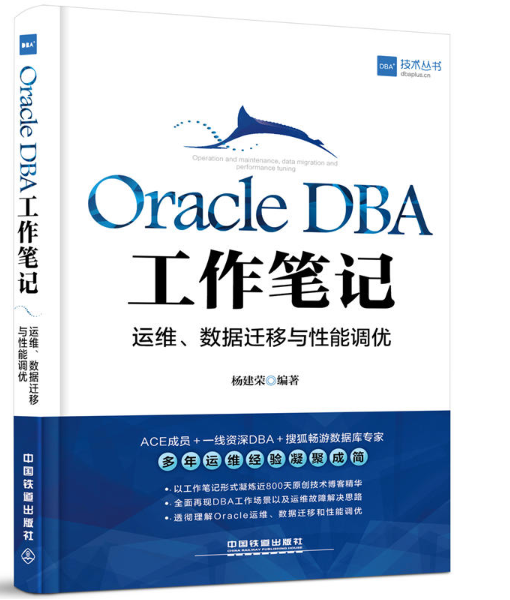 DBA+
Oracle DBA工作笔记
运维、数据迁移
与性能调优
中国铁道出版社
DBA+ 技术丛书
dbaplus.cn
Operation and maintenance, data migration and
performance tuning
Oracle DBA
工作笔记
运维、数据迁移与性能调优
杨建荣◎编著
ACE成员+一线资深DBA+搜狐畅游数据库专家
多年运维经验凝聚成简
• 以工作笔记形式凝炼近800天原创技术博客精华
• 全面再现DBA工作场景以及运维故障解决思路
• 透彻理解Oracle运维、数据迁移和性能调优
中国铁道出版社
CHINA RAILWAY PUBLISHING HOUSE